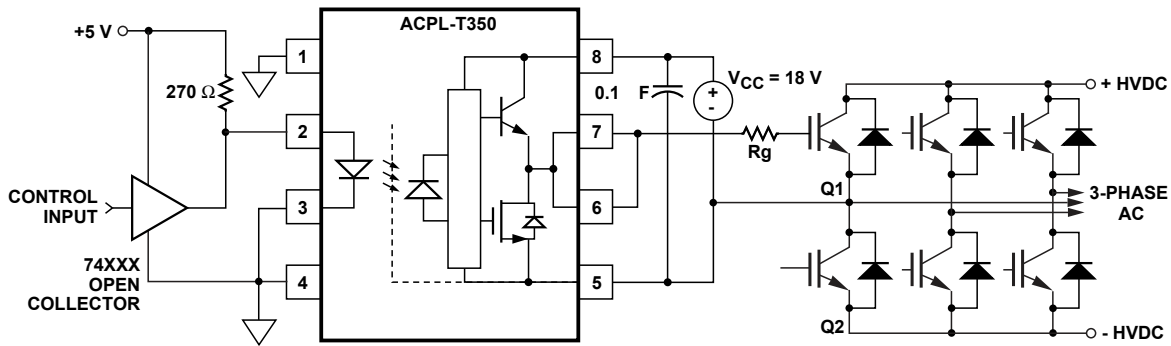 ACPL-T350
+5 V
270 Ω
1
2
3
4
8
7
6
5
CONTROL
INPUT
74XXX
OPEN
COLLECTOR
0.1 F
VCC = 18 V
+
-
Rg
Q1
Q2
+ HVDC
3-PHASE
AC
- HVDC